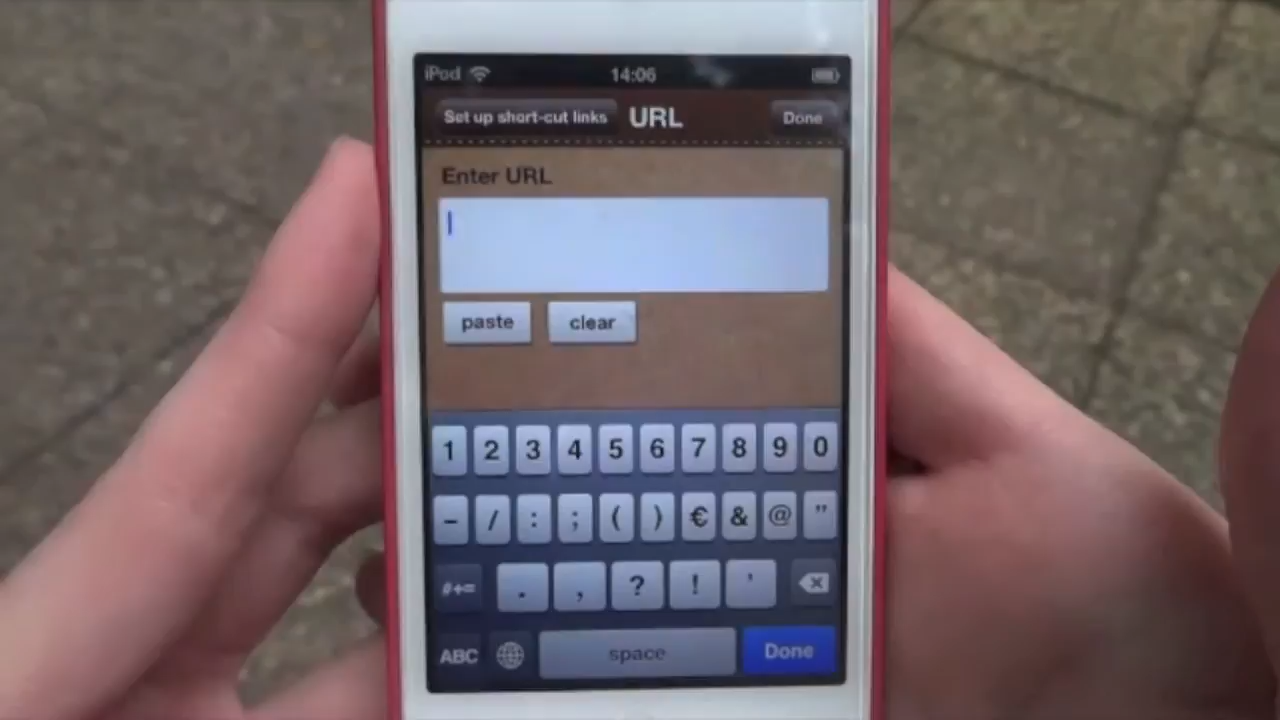 iPod 14:06
Set up short-cut links URL Done
Enter URL
paste clear
1 2 3 4 5 6 7 8 9 0
- / : ; ( ) € & @ "
#+= . , ? ! '
ABC space Done